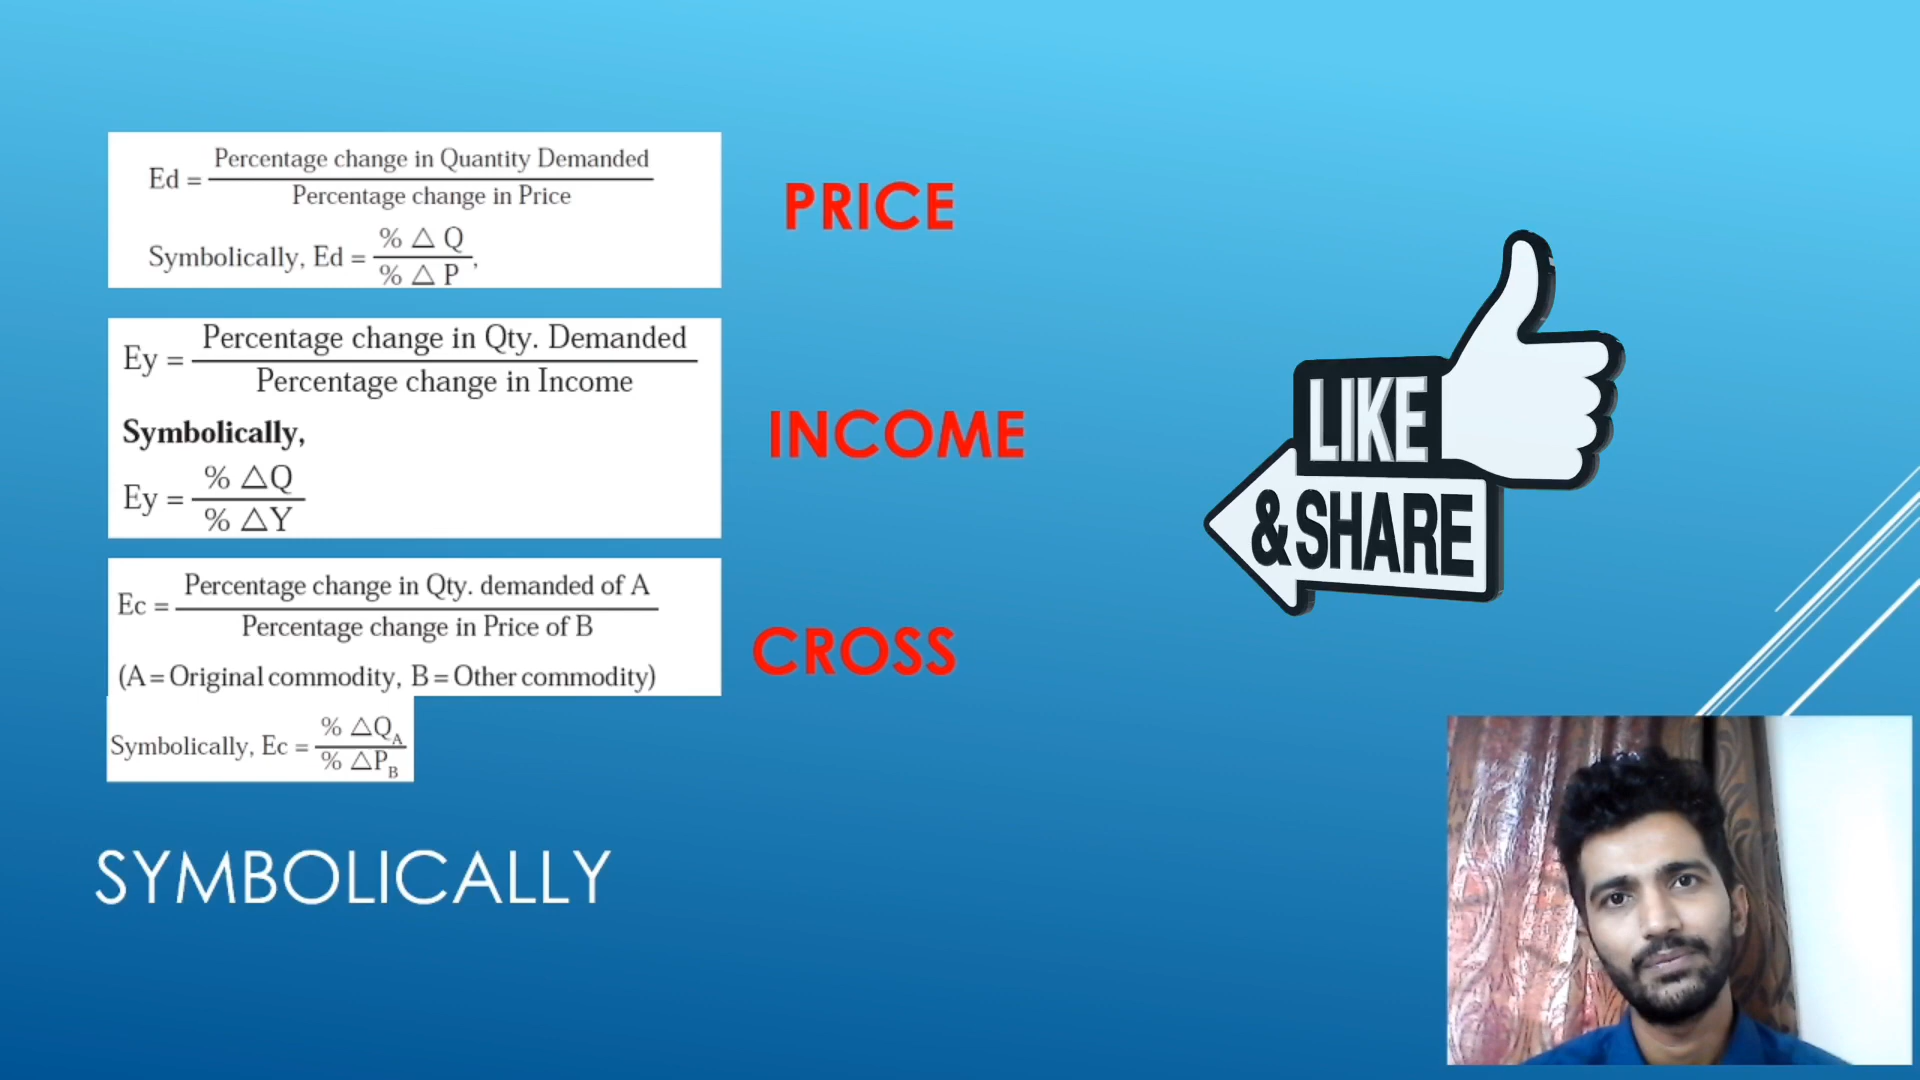 Ed = Percentage change in Quantity Demanded
Percentage change in Price
Symbolically, Ed = % △ Q
% △ P ,
PRICE
Ey = Percentage change in Qty. Demanded
Percentage change in Income
Symbolically,
Ey = % △Q
% △Y
INCOME
Ec = Percentage change in Qty. demanded of A
Percentage change in Price of B
(A = Original commodity, B = Other commodity)
Symbolically, Ec = % △Q_A
% △P_B
CROSS
LIKE
& SHARE
SYMBOLICALLY